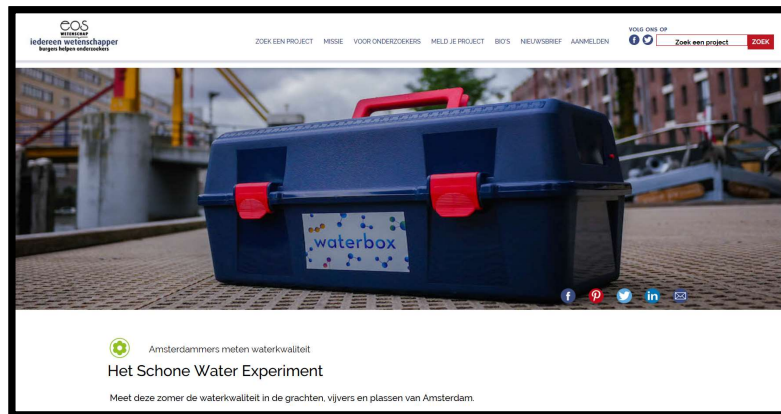 eos
WETENSCHAP
iedereen wetenschapper
burgers helpen onderzoekers
ZOEK EEN PROJECT MISSIE VOOR ONDERZOEKERS MELD JE PROJECT BIO'S NIEUWSBRIEF AANMELDEN
VOLG ONS OP
Zoek een project ZOEK
waterbox
Amsterdammers meten waterkwaliteit
Het Schone Water Experiment
Meet deze zomer de waterkwaliteit in de grachten, vijvers en plassen van Amsterdam.